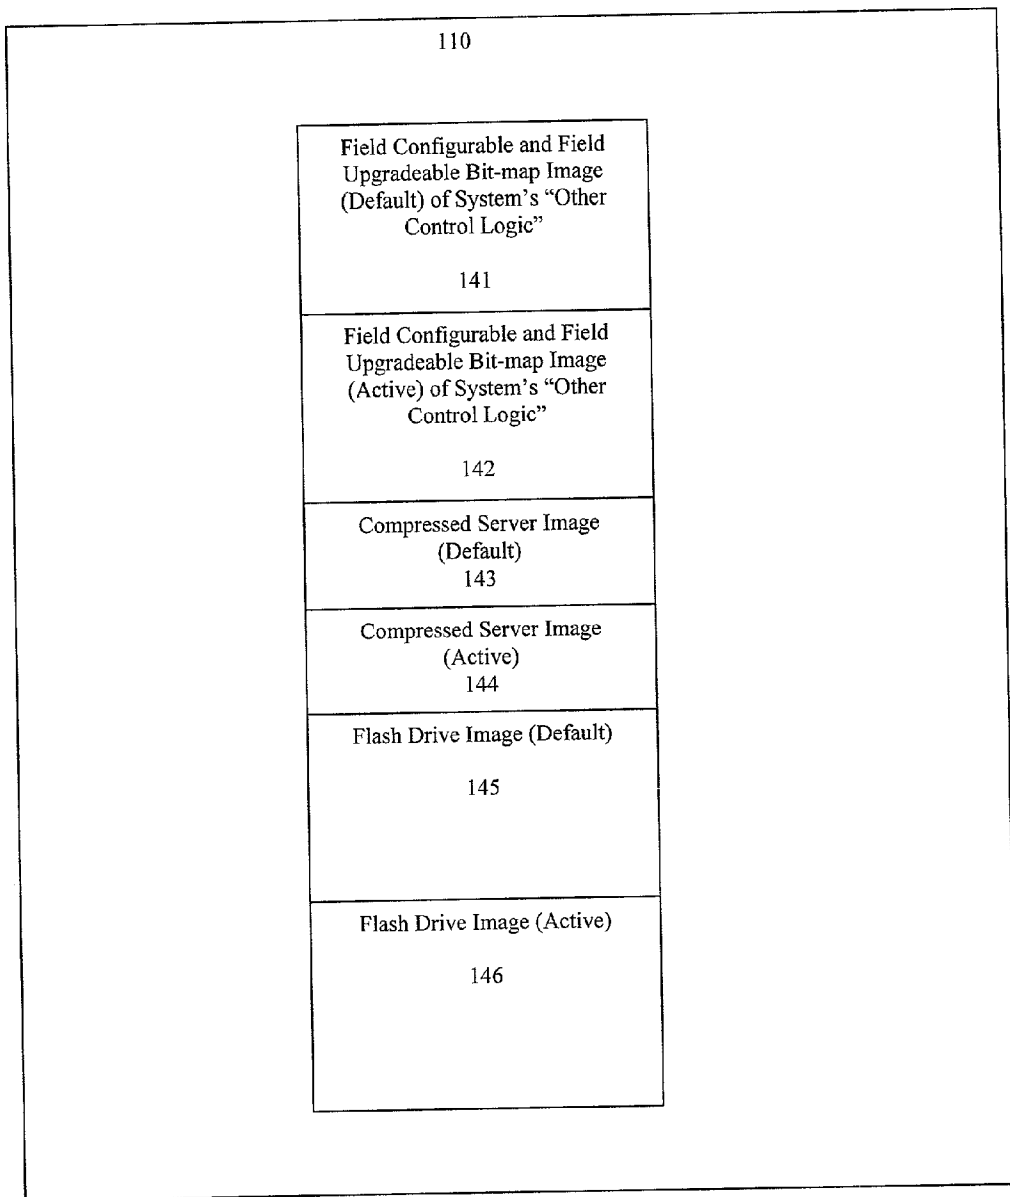 110
Field Configurable and Field
Upgradeable Bit-map Image
(Default) of System's “Other
Control Logic”
141
Field Configurable and Field
Upgradeable Bit-map Image
(Active) of System's “Other
Control Logic”
142
Compressed Server Image
(Default)
143
Compressed Server Image
(Active)
144
Flash Drive Image (Default)
145
Flash Drive Image (Active)
146